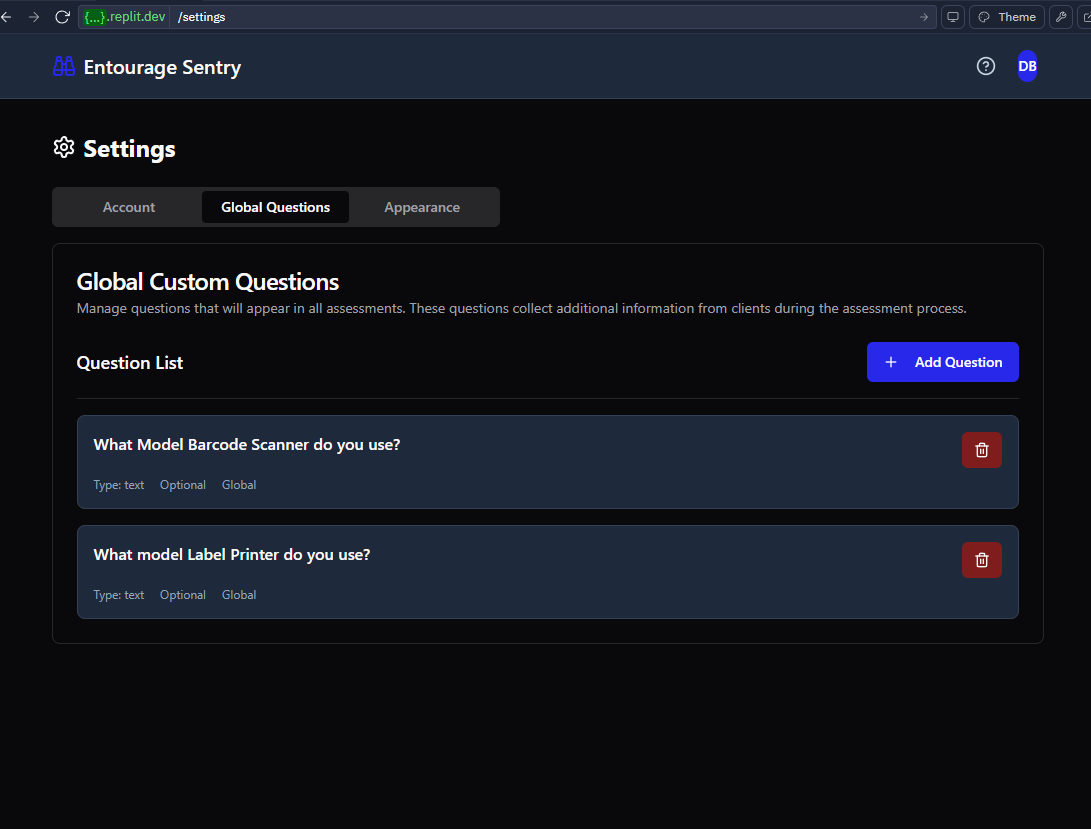 {...}.replit.dev /settings
Theme
Entourage Sentry
DB
Settings
Account Global Questions Appearance
Global Custom Questions
Manage questions that will appear in all assessments. These questions collect additional information from clients during the assessment process.
Question List
+ Add Question
What Model Barcode Scanner do you use?
Type: text Optional Global
What model Label Printer do you use?
Type: text Optional Global